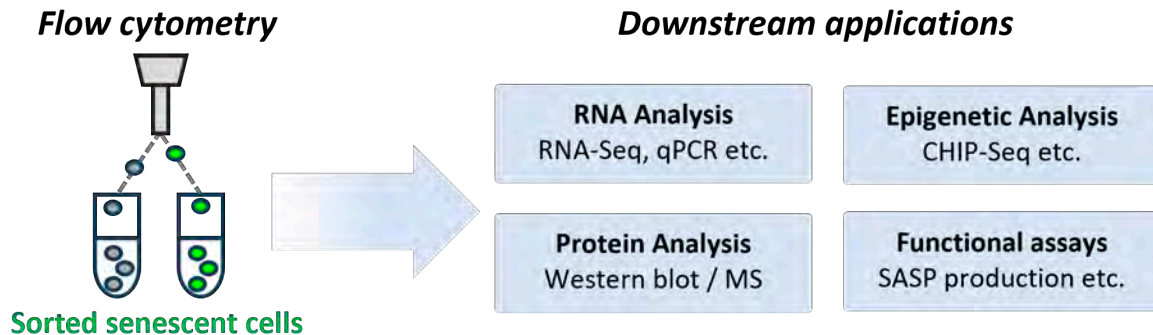 Flow cytometry
Downstream applications
RNA Analysis
RNA-Seq, qPCR etc.
Epigenetic Analysis
CHIP-Seq etc.
Protein Analysis
Western blot / MS
Functional assays
SASP production etc.
Sorted senescent cells